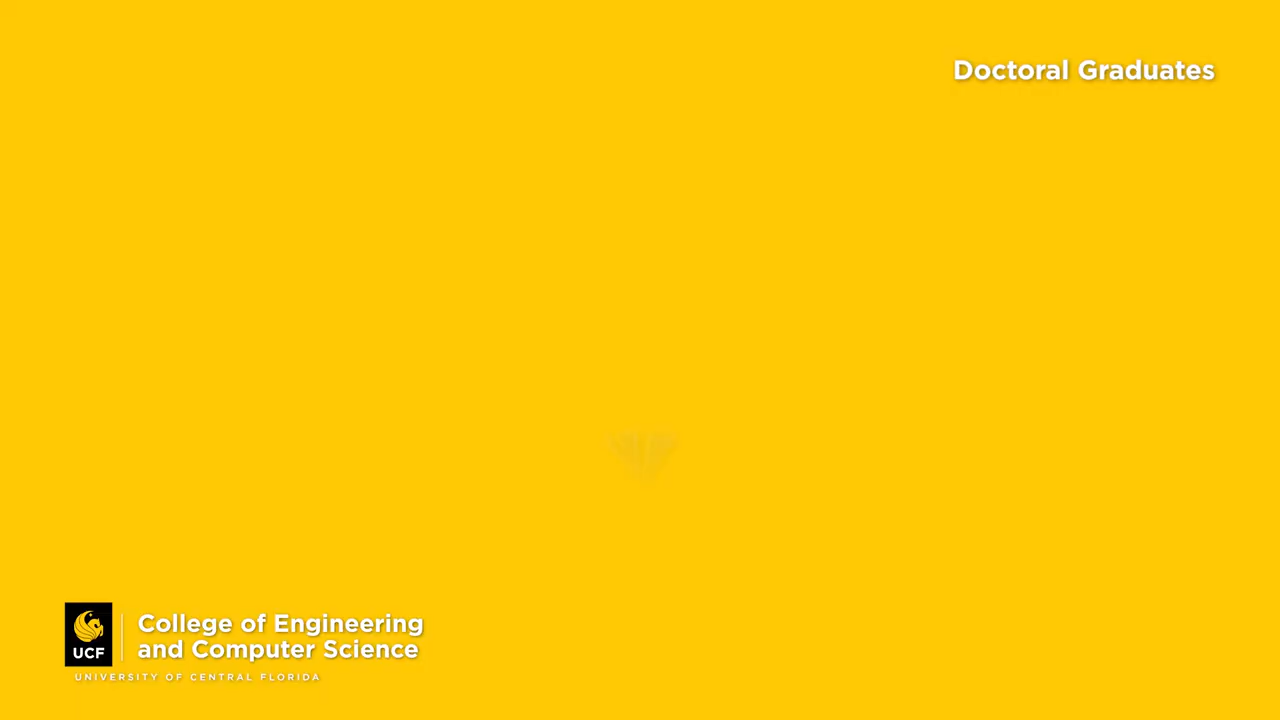 Doctoral Graduates
UCF
College of Engineering
and Computer Science
UNIVERSITY OF CENTRAL FLORIDA